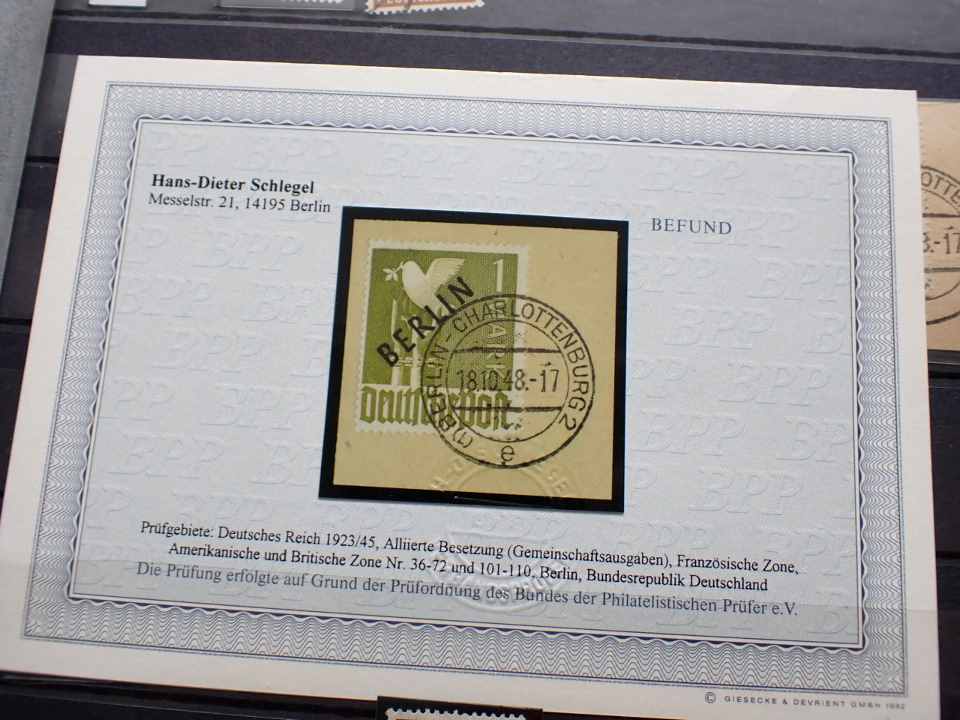 Hans-Dieter Schlegel
Messelstr. 21, 14195 Berlin
BEFUND
1
MARK
BERLIN
Deutsche Post
(1) BERLIN-CHARLOTTENBURG 2
18.10.48.-17
e
BPP
Prüfgebiete: Deutsches Reich 1923/45, Alliierte Besetzung (Gemeinschaftsausgaben), Französische Zone,
Amerikanische und Britische Zone Nr. 36-72 und 101-110, Berlin, Bundesrepublik Deutschland
Die Prüfung erfolgte auf Grund der Prüfordnung des Bundes der Philatelistischen Prüfer e.V.
© GIESECKE & DEVRIENT GMBH 1992